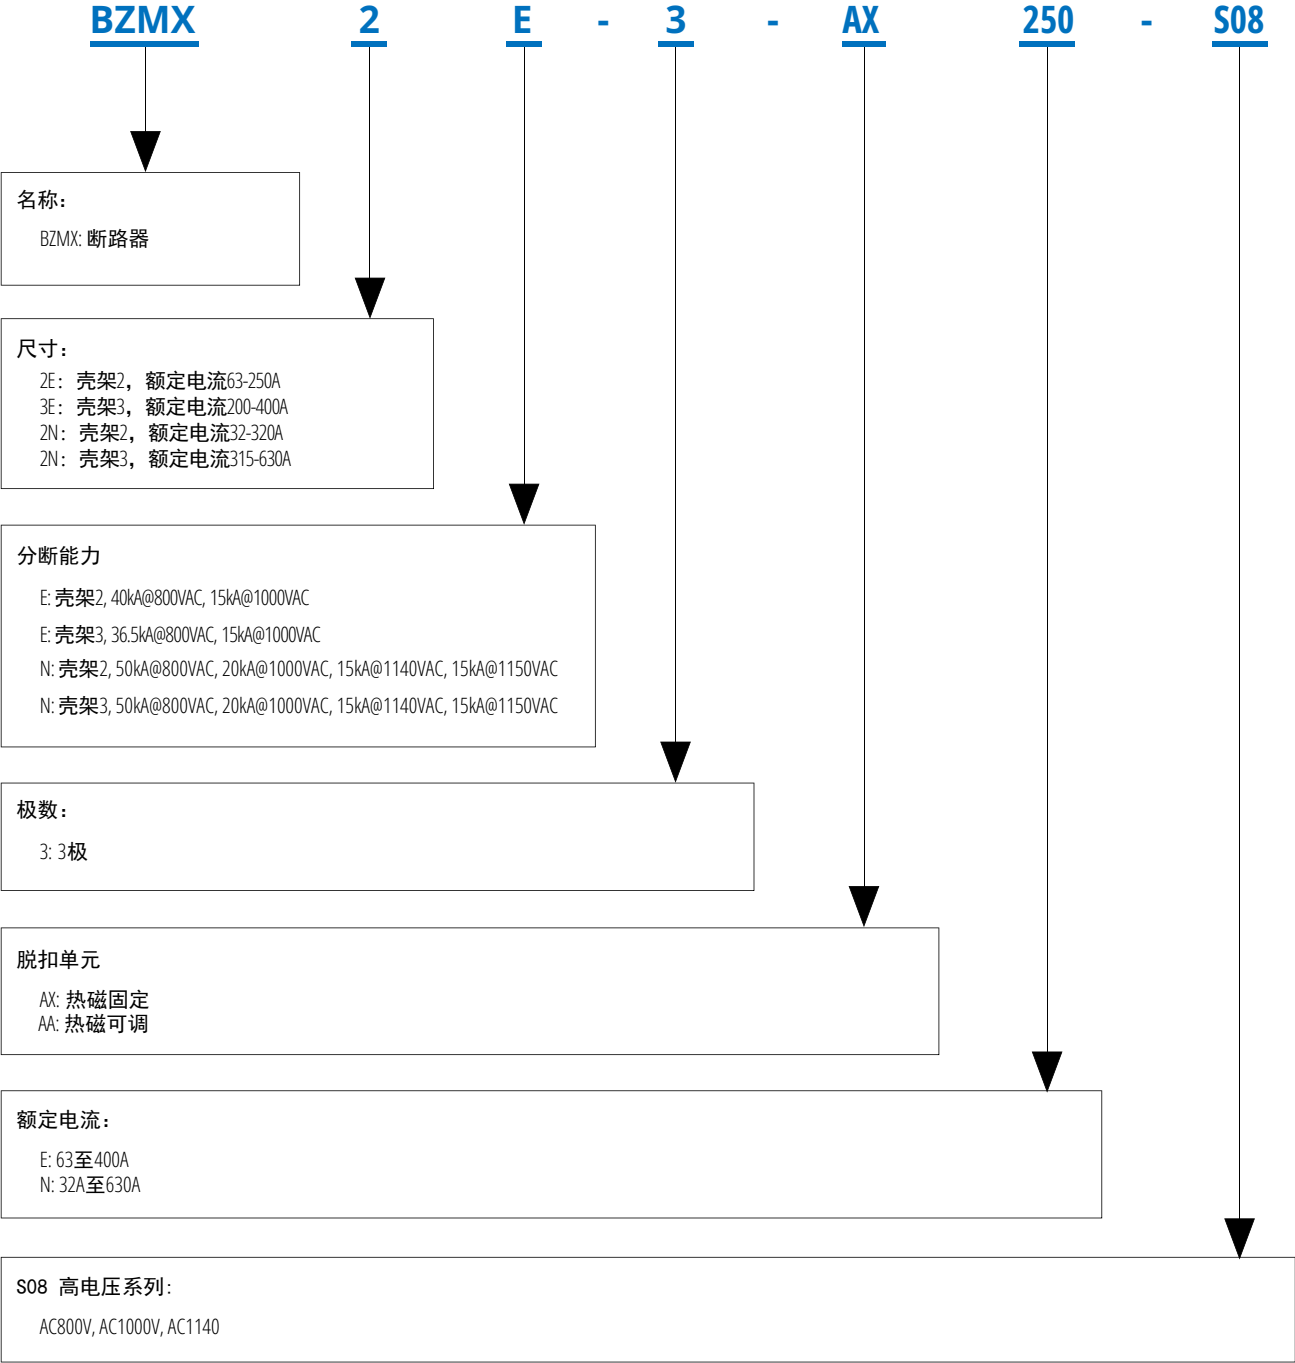 BZMX 2 E - 3 - AX 250 - S08
名称：
BZMX: 断路器
尺寸：
2E：壳架2，额定电流63-250A
3E：壳架3，额定电流200-400A
2N：壳架2，额定电流32-320A
2N：壳架3，额定电流315-630A
分断能力
E: 壳架2, 40kA@800VAC, 15kA@1000VAC
E: 壳架3, 36.5kA@800VAC, 15kA@1000VAC
N: 壳架2, 50kA@800VAC, 20kA@1000VAC, 15kA@1140VAC, 15kA@1150VAC
N: 壳架3, 50kA@800VAC, 20kA@1000VAC, 15kA@1140VAC, 15kA@1150VAC
极数：
3: 3极
脱扣单元
AX: 热磁固定
AA: 热磁可调
额定电流：
E: 63至400A
N: 32A至630A
S08 高电压系列：
AC800V, AC1000V, AC1140